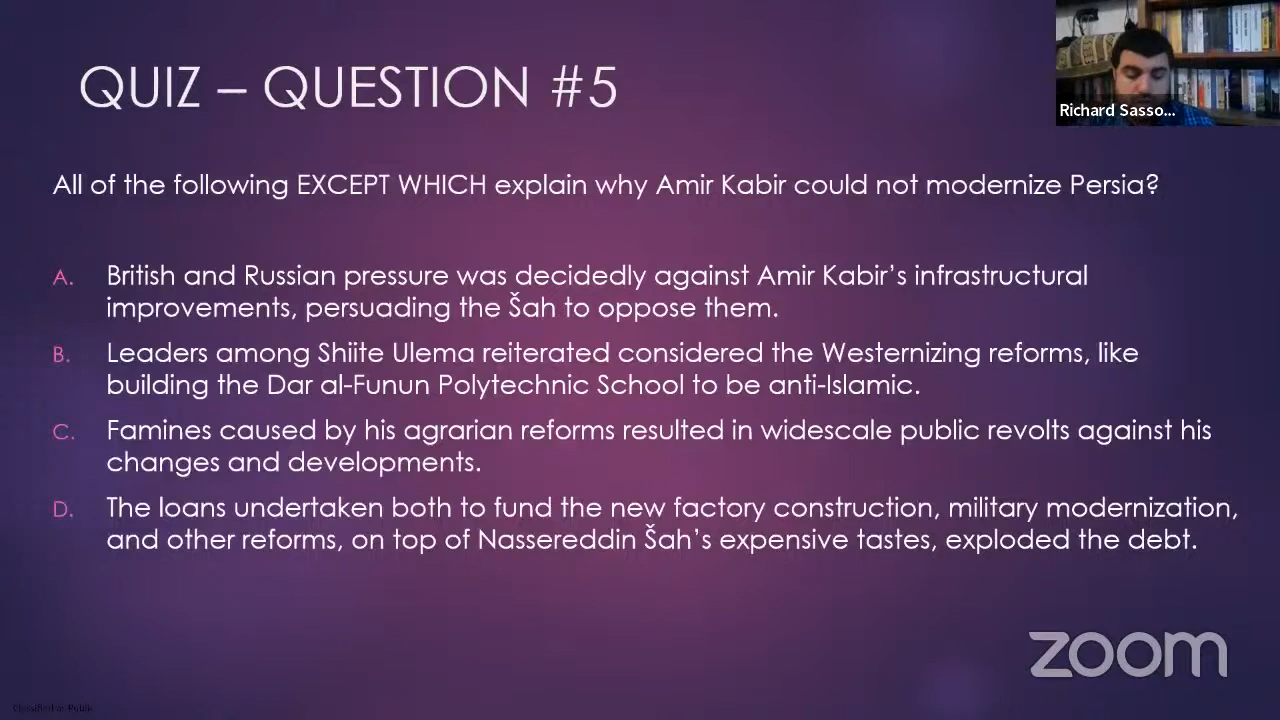 QUIZ – QUESTION #5
Richard Sasso...
All of the following EXCEPT WHICH explain why Amir Kabir could not modernize Persia?
A. British and Russian pressure was decidedly against Amir Kabir's infrastructural
improvements, persuading the Šah to oppose them.
B. Leaders among Shiite Ulema reiterated considered the Westernizing reforms, like
building the Dar al-Funun Polytechnic School to be anti-Islamic.
C. Famines caused by his agrarian reforms resulted in widescale public revolts against his
changes and developments.
D. The loans undertaken both to fund the new factory construction, military modernization,
and other reforms, on top of Nassereddin Šah's expensive tastes, exploded the debt.
zoom